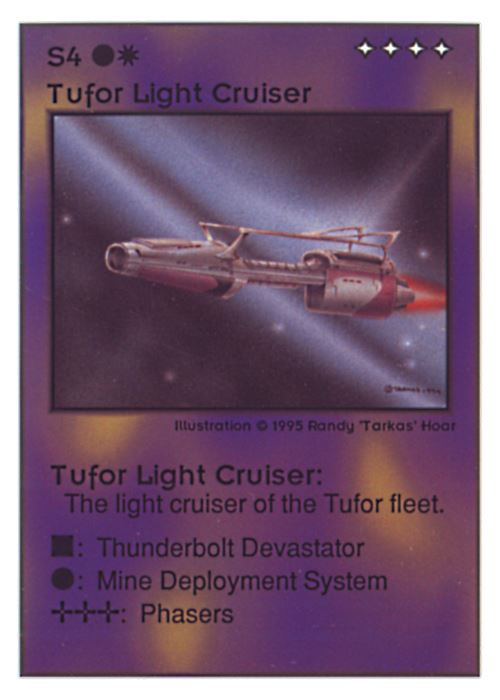 S4 ●✷
Tufor Light Cruiser
Illustration © 1995 Randy 'Tarkas' Hoar
Tufor Light Cruiser:
The light cruiser of the Tufor fleet.
■: Thunderbolt Devastator
●: Mine Deployment System
✢✢✢: Phasers